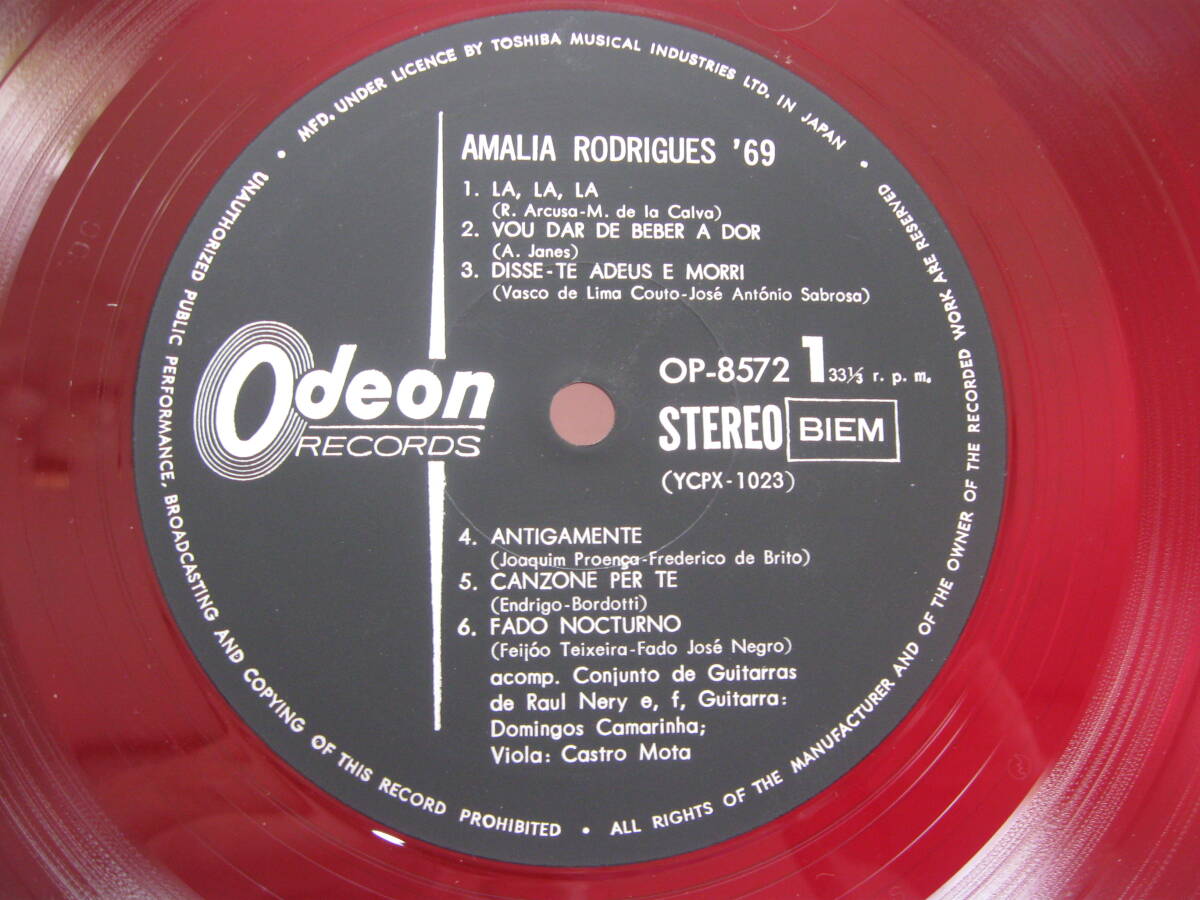 MFD. UNDER LICENCE BY TOSHIBA MUSICAL INDUSTRIES LTD. IN JAPAN •
AMALIA RODRIGUES '69
1. LA, LA, LA
(R. Arcusa-M. de la Calva)
2. VOU DAR DE BEBER A DOR
(A. Janes)
3. DISSE-TE ADEUS E MORRI
(Vasco de Lima Couto-José António Sabrosa)
Odeon
RECORDS
OP-8572 1 33⅓ r. p. m.
STEREO BIEM
(YCPX-1023)
4. ANTIGAMENTE
(Joaquim Proença-Frederico de Brito)
5. CANZONE PER TE
(Endrigo-Bordotti)
6. FADO NOCTURNO
(Feijóo Teixeira-Fado José Negro)
acomp. Conjunto de Guitarras
de Raul Nery e, f, Guitarra:
Domingos Camarinha;
Viola: Castro Mota
UNAUTHORIZED PUBLIC PERFORMANCE, BROADCASTING AND COPYING OF THIS RECORD PROHIBITED • ALL RIGHTS OF THE MANUFACTURER AND OF THE OWNER OF THE RECORDED WORK ARE RESERVED •